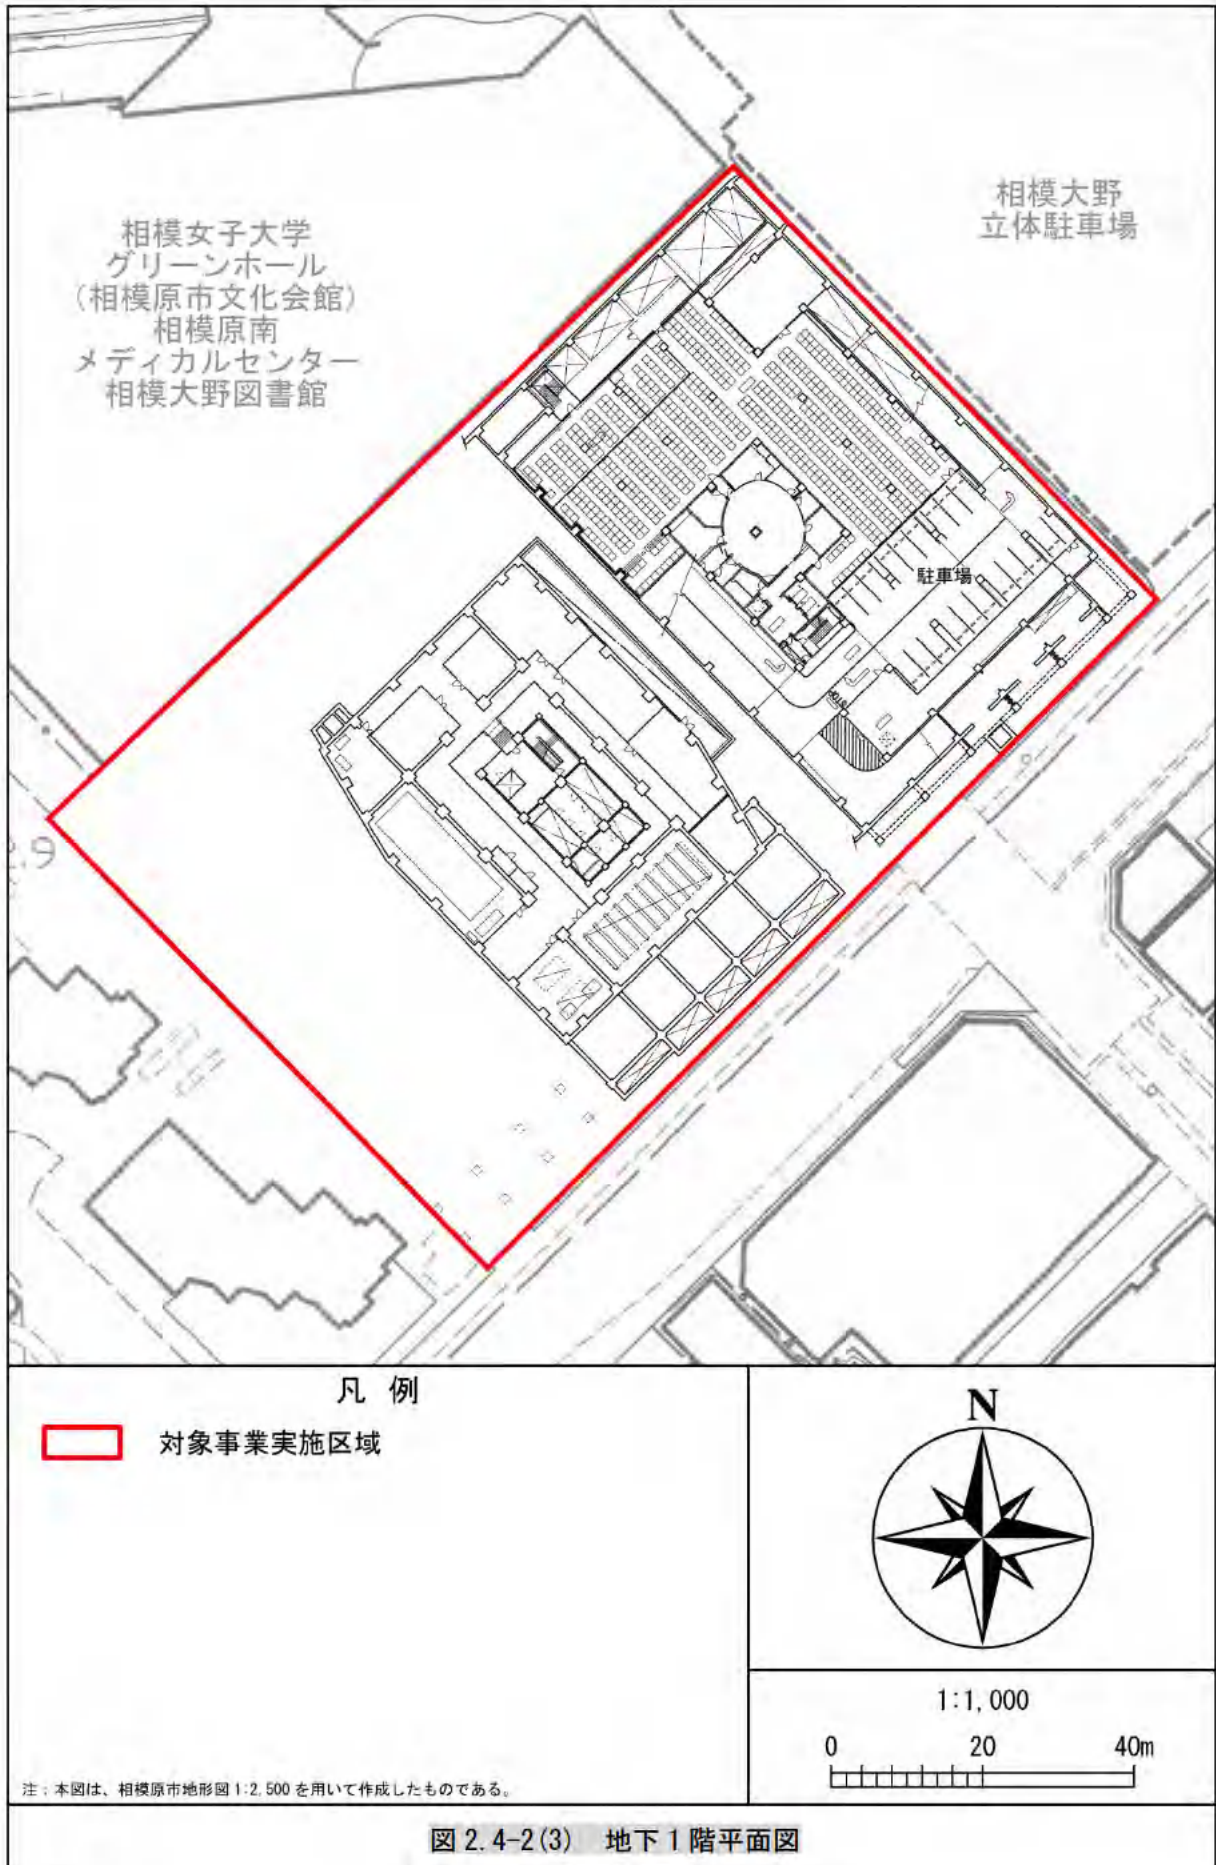 相模大野
立体駐車場
相模女子大学
グリーンホール
(相模原市文化会館)
相模原南
メディカルセンター
相模大野図書館
駐車場
2.9
凡 例
対象事業実施区域
N
1:1,000
0 20 40m
注:本図は、相模原市地形図1:2,500を用いて作成したものである。
図 2.4-2(3) 地下1階平面図